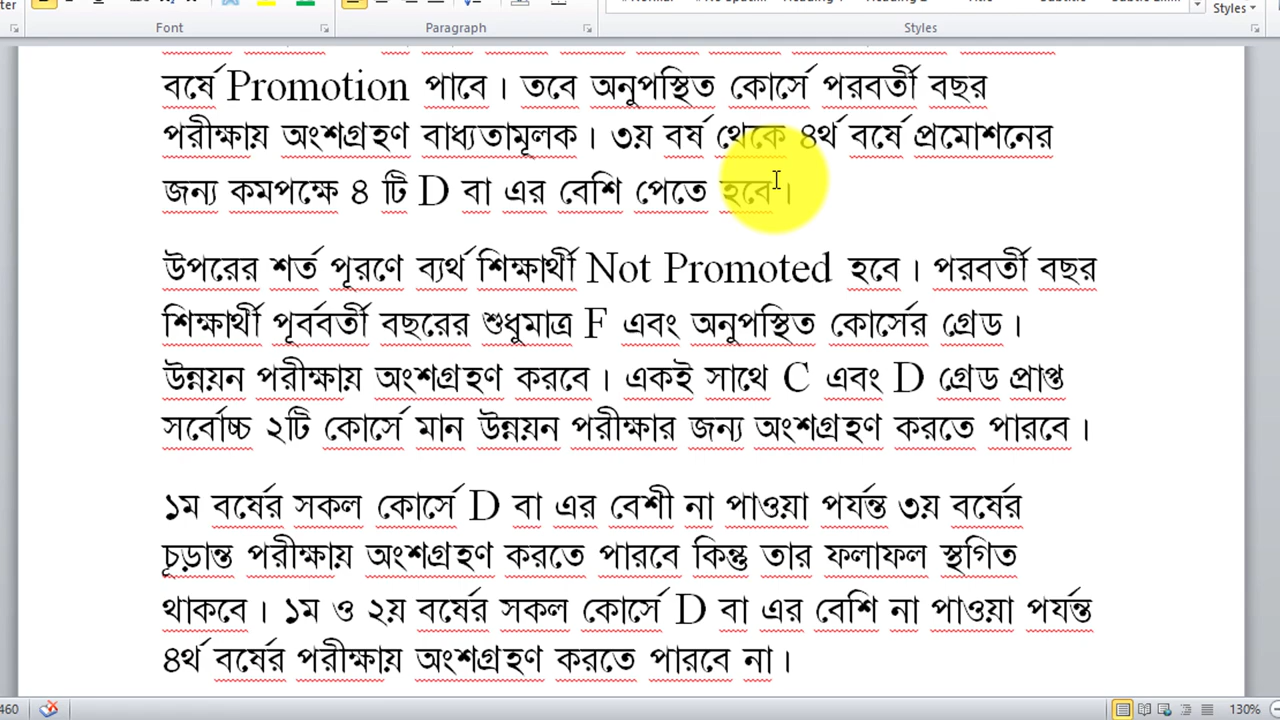 Font
Paragraph
Styles
Styles
বর্ষে Promotion পাবে। তবে অনুপস্থিত কোর্সে পরবর্তী বছর
পরীক্ষায় অংশগ্রহণ বাধ্যতামূলক। ৩য় বর্ষ থেকে ৪র্থ বর্ষে প্রমোশনের
জন্য কমপক্ষে ৪ টি D বা এর বেশি পেতে হবে।
উপরের শর্ত পূরণে ব্যর্থ শিক্ষার্থী Not Promoted হবে। পরবর্তী বছর
শিক্ষার্থী পূর্ববর্তী বছরের শুধুমাত্র F এবং অনুপস্থিত কোর্সের গ্রেড।
উন্নয়ন পরীক্ষায় অংশগ্রহণ করবে। একই সাথে C এবং D গ্রেড প্রাপ্ত
সর্বোচ্চ ২টি কোর্সে মান উন্নয়ন পরীক্ষার জন্য অংশগ্রহণ করতে পারবে।
১ম বর্ষের সকল কোর্সে D বা এর বেশী না পাওয়া পর্যন্ত ৩য় বর্ষের
চূড়ান্ত পরীক্ষায় অংশগ্রহণ করতে পারবে কিন্তু তার ফলাফল স্থগিত
থাকবে। ১ম ও ২য় বর্ষের সকল কোর্সে D বা এর বেশি না পাওয়া পর্যন্ত
৪র্থ বর্ষের পরীক্ষায় অংশগ্রহণ করতে পারবে না।
460
130%